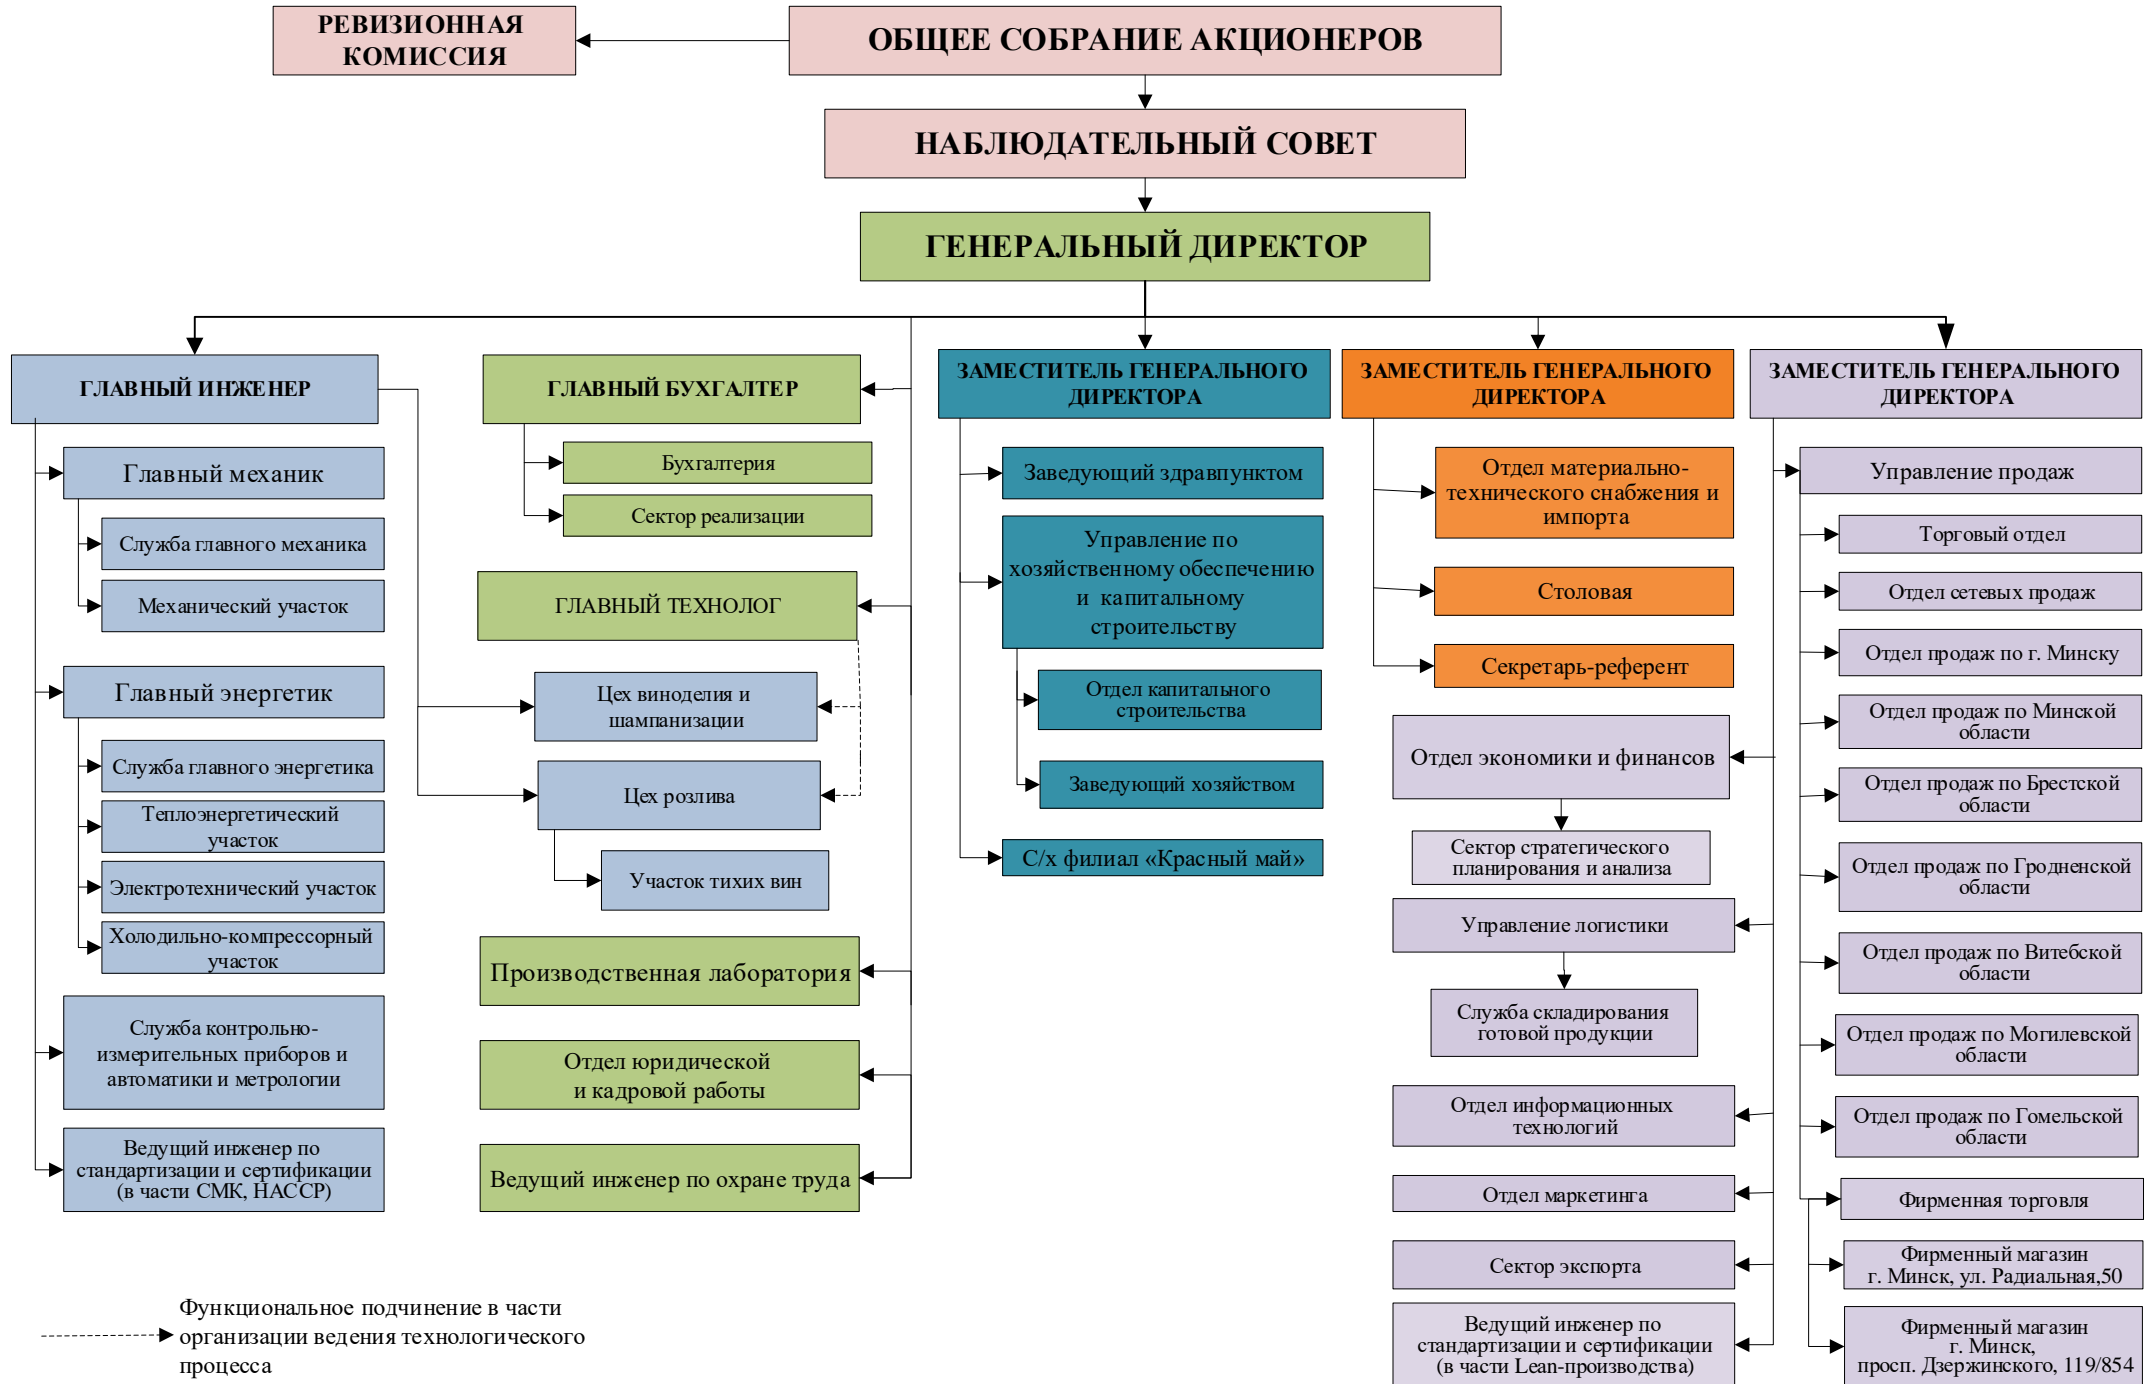 РЕВИЗИОННАЯ
КОМИССИЯ
ОБЩЕЕ СОБРАНИЕ АКЦИОНЕРОВ
НАБЛЮДАТЕЛЬНЫЙ СОВЕТ
ГЕНЕРАЛЬНЫЙ ДИРЕКТОР
ГЛАВНЫЙ ИНЖЕНЕР
Главный механик
Служба главного механика
Механический участок
Главный энергетик
Служба главного энергетика
Теплоэнергетический
участок
Электротехнический участок
Холодильно-компрессорный
участок
Служба контрольно-
измерительных приборов и
автоматики и метрологии
Ведущий инженер по
стандартизации и сертификации
(в части СМК, НАССР)
ГЛАВНЫЙ БУХГАЛТЕР
Бухгалтерия
Сектор реализации
ГЛАВНЫЙ ТЕХНОЛОГ
Цех виноделия и
шампанизации
Цех розлива
Участок тихих вин
Производственная лаборатория
Отдел юридической
и кадровой работы
Ведущий инженер по охране труда
ЗАМЕСТИТЕЛЬ ГЕНЕРАЛЬНОГО
ДИРЕКТОРА
Заведующий здравпунктом
Управление по
хозяйственному обеспечению
и капитальному
строительству
Отдел капитального
строительства
Заведующий хозяйством
С/х филиал «Красный май»
ЗАМЕСТИТЕЛЬ ГЕНЕРАЛЬНОГО
ДИРЕКТОРА
Отдел материально-
технического снабжения и
импорта
Столовая
Секретарь-референт
Отдел экономики и финансов
Сектор стратегического
планирования и анализа
Управление логистики
Служба складирования
готовой продукции
Отдел информационных
технологий
Отдел маркетинга
Сектор экспорта
Ведущий инженер по
стандартизации и сертификации
(в части Lean-производства)
ЗАМЕСТИТЕЛЬ ГЕНЕРАЛЬНОГО
ДИРЕКТОРА
Управление продаж
Торговый отдел
Отдел сетевых продаж
Отдел продаж по г. Минску
Отдел продаж по Минской
области
Отдел продаж по Брестской
области
Отдел продаж по Гродненской
области
Отдел продаж по Витебской
области
Отдел продаж по Могилевской
области
Отдел продаж по Гомельской
области
Фирменная торговля
Фирменный магазин
г. Минск, ул. Радиальная,50
Фирменный магазин
г. Минск,
просп. Дзержинского, 119/854
Функциональное подчинение в части
организации ведения технологического
процесса